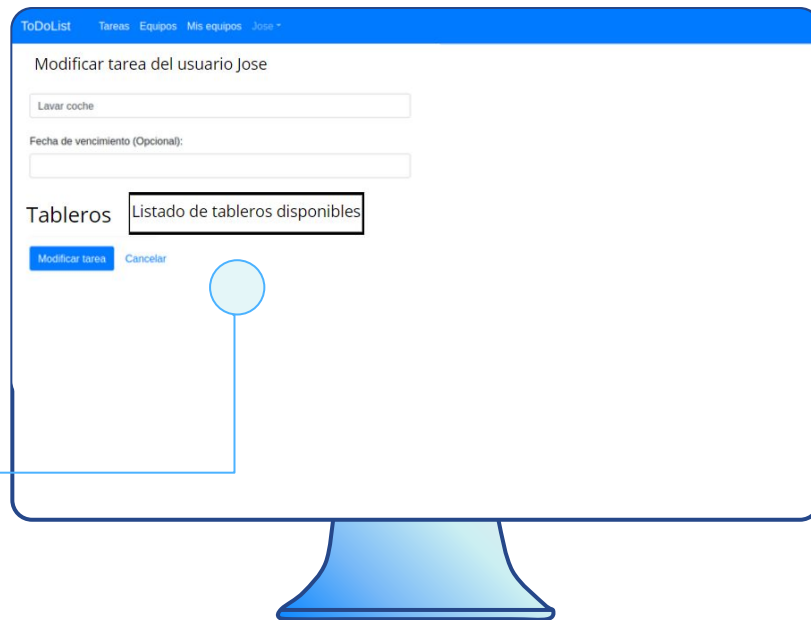 ToDoList Tareas Equipos Mis equipos Jose
Modificar tarea del usuario Jose
Lavar coche
Fecha de vencimiento (Opcional):
Tableros Listado de tableros disponibles
Modificar tarea Cancelar